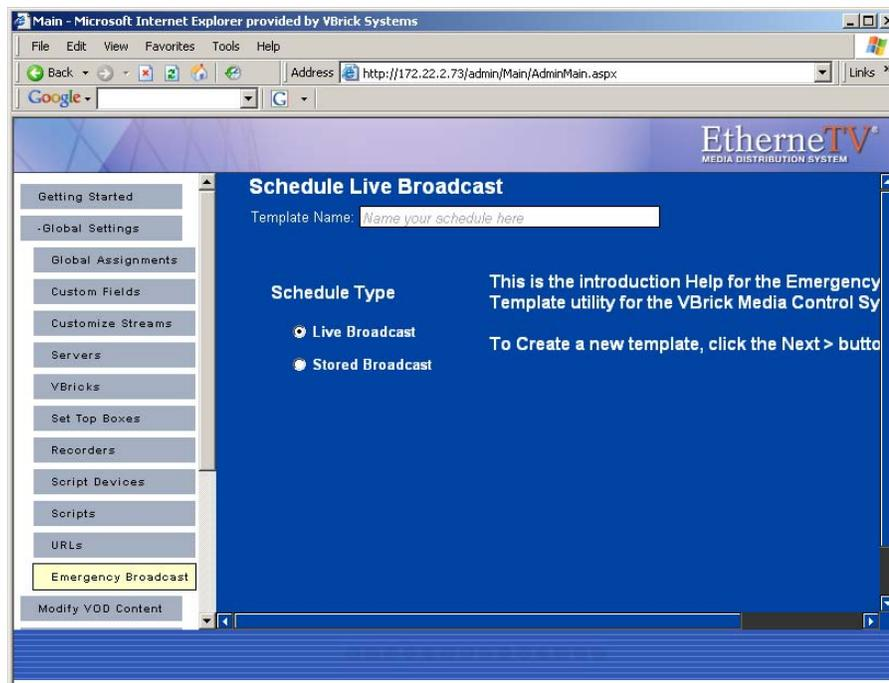 Main - Microsoft Internet Explorer provided by VBrick Systems
File Edit View Favorites Tools Help
Back Address http://172.22.2.73/admin/Main/AdminMain.aspx Links
Google G
EtherneTV®
MEDIA DISTRIBUTION SYSTEM
Getting Started
-Global Settings
Global Assignments
Custom Fields
Customize Streams
Servers
VBricks
Set Top Boxes
Recorders
Script Devices
Scripts
URLs
Emergency Broadcast
Modify VOD Content
Schedule Live Broadcast
Template Name: Name your schedule here
Schedule Type
Live Broadcast
Stored Broadcast
This is the introduction Help for the Emergency
Template utility for the VBrick Media Control Sy
To Create a new template, click the Next > butto